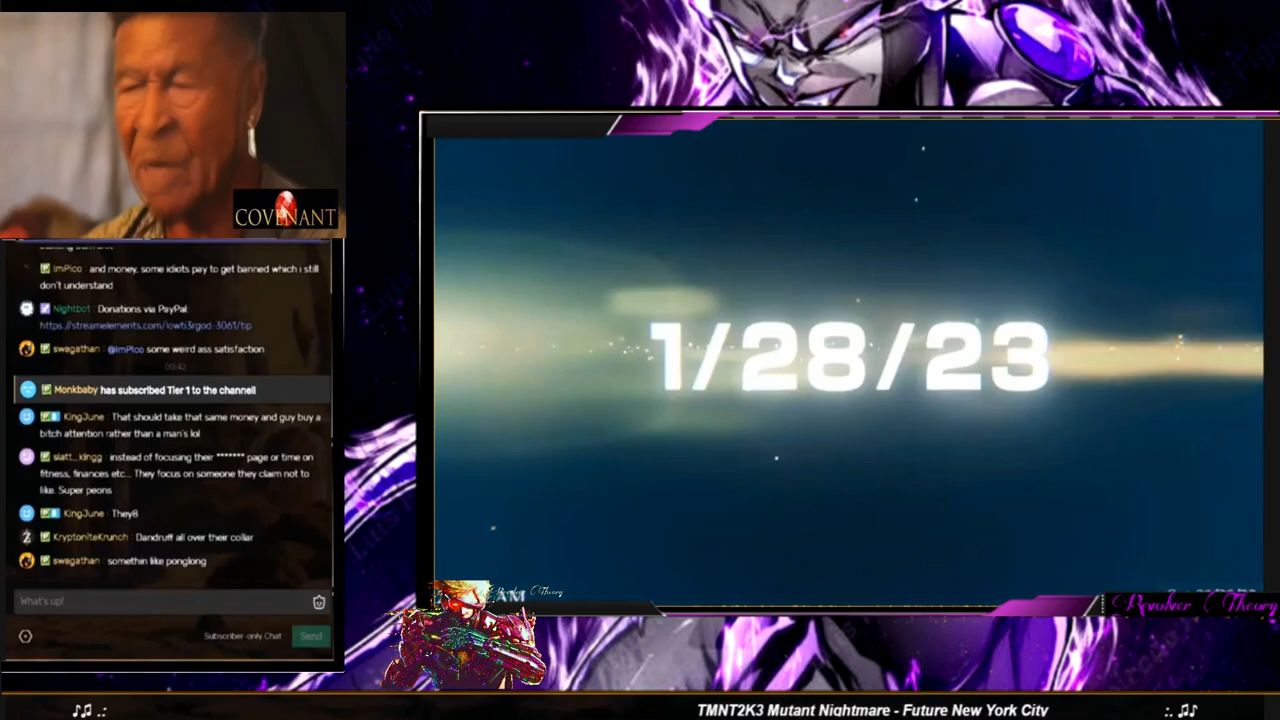 COVENANT
ImPico : and money, some idiots pay to get banned which i still
don't understand
Nightbot : Donations via PayPal:
https://streamelements.com/lowti3rgod-3061/tip
swagathan : @ImPico some weird ass satisfaction
00:42
Monkbaby has subscribed Tier 1 to the channel!
KingJune : That should take that same money and guy buy a
bitch attention rather than a man's lol
slatt_kingg : instead of focusing their ******* page or time on
fitness, finances etc... They focus on someone they claim not to
like. Super peons
KingJune : They8
KryptoniteKrunch : Dandruff all over their collar
swagathan : somethin like ponglong
What's up!
Subscriber-only Chat
Send
1/28/23
Revolver Theory
Revolver Theory
TMNT2K3 Mutant Nightmare - Future New York City